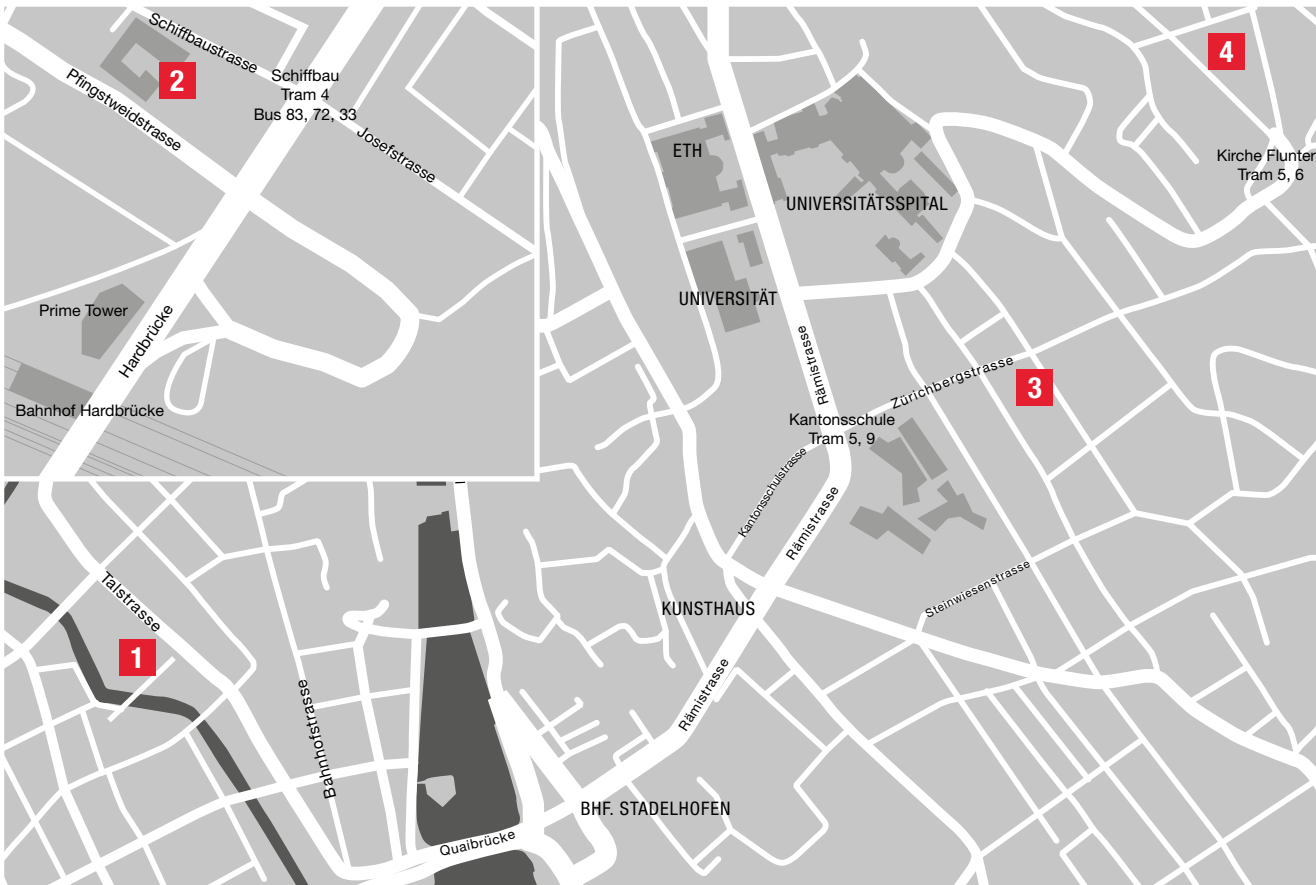 Schiffbaustrasse
2
Pfingstweidstrasse
Schiffbau
Tram 4
Bus 83, 72, 33
Josefstrasse
Prime Tower
Hardbrücke
Bahnhof Hardbrücke
4
ETH
Kirche Flunter
Tram 5, 6
UNIVERSITÄTSSPITAL
UNIVERSITÄT
Rämistrasse
Zürichbergstrasse
3
Kantonsschule
Tram 5, 9
Kantonsschulstrasse
Rämistrasse
Steinwiesenstrasse
KUNSTHAUS
Talstrasse
1
Bahnhofstrasse
Rämistrasse
BHF. STADELHOFEN
Quaibrücke